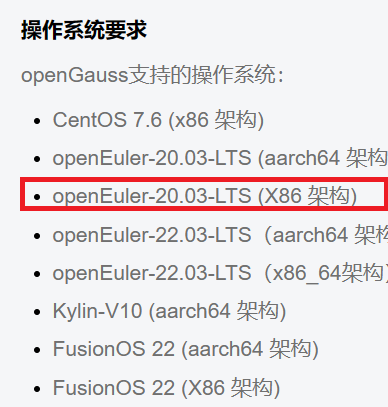 操作系统要求
openGauss支持的操作系统：
CentOS 7.6 (x86 架构)
openEuler-20.03-LTS (aarch64 架构
openEuler-20.03-LTS (X86 架构)
openEuler-22.03-LTS（aarch64 架构
openEuler-22.03-LTS（x86_64架构）
Kylin-V10 (aarch64 架构)
FusionOS 22 (aarch64 架构)
FusionOS 22 (X86 架构)